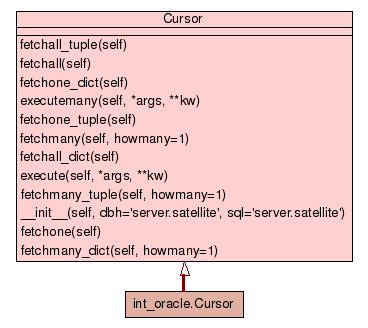 Cursor
fetchall_tuple(self)
fetchall(self)
fetchone_dict(self)
executemany(self, *args, **kw)
fetchone_tuple(self)
fetchmany(self, howmany=1)
fetchall_dict(self)
execute(self, *args, **kw)
fetchmany_tuple(self, howmany=1)
__init__(self, dbh='server.satellite', sql='server.satellite')
fetchone(self)
fetchmany_dict(self, howmany=1)
int_oracle.Cursor